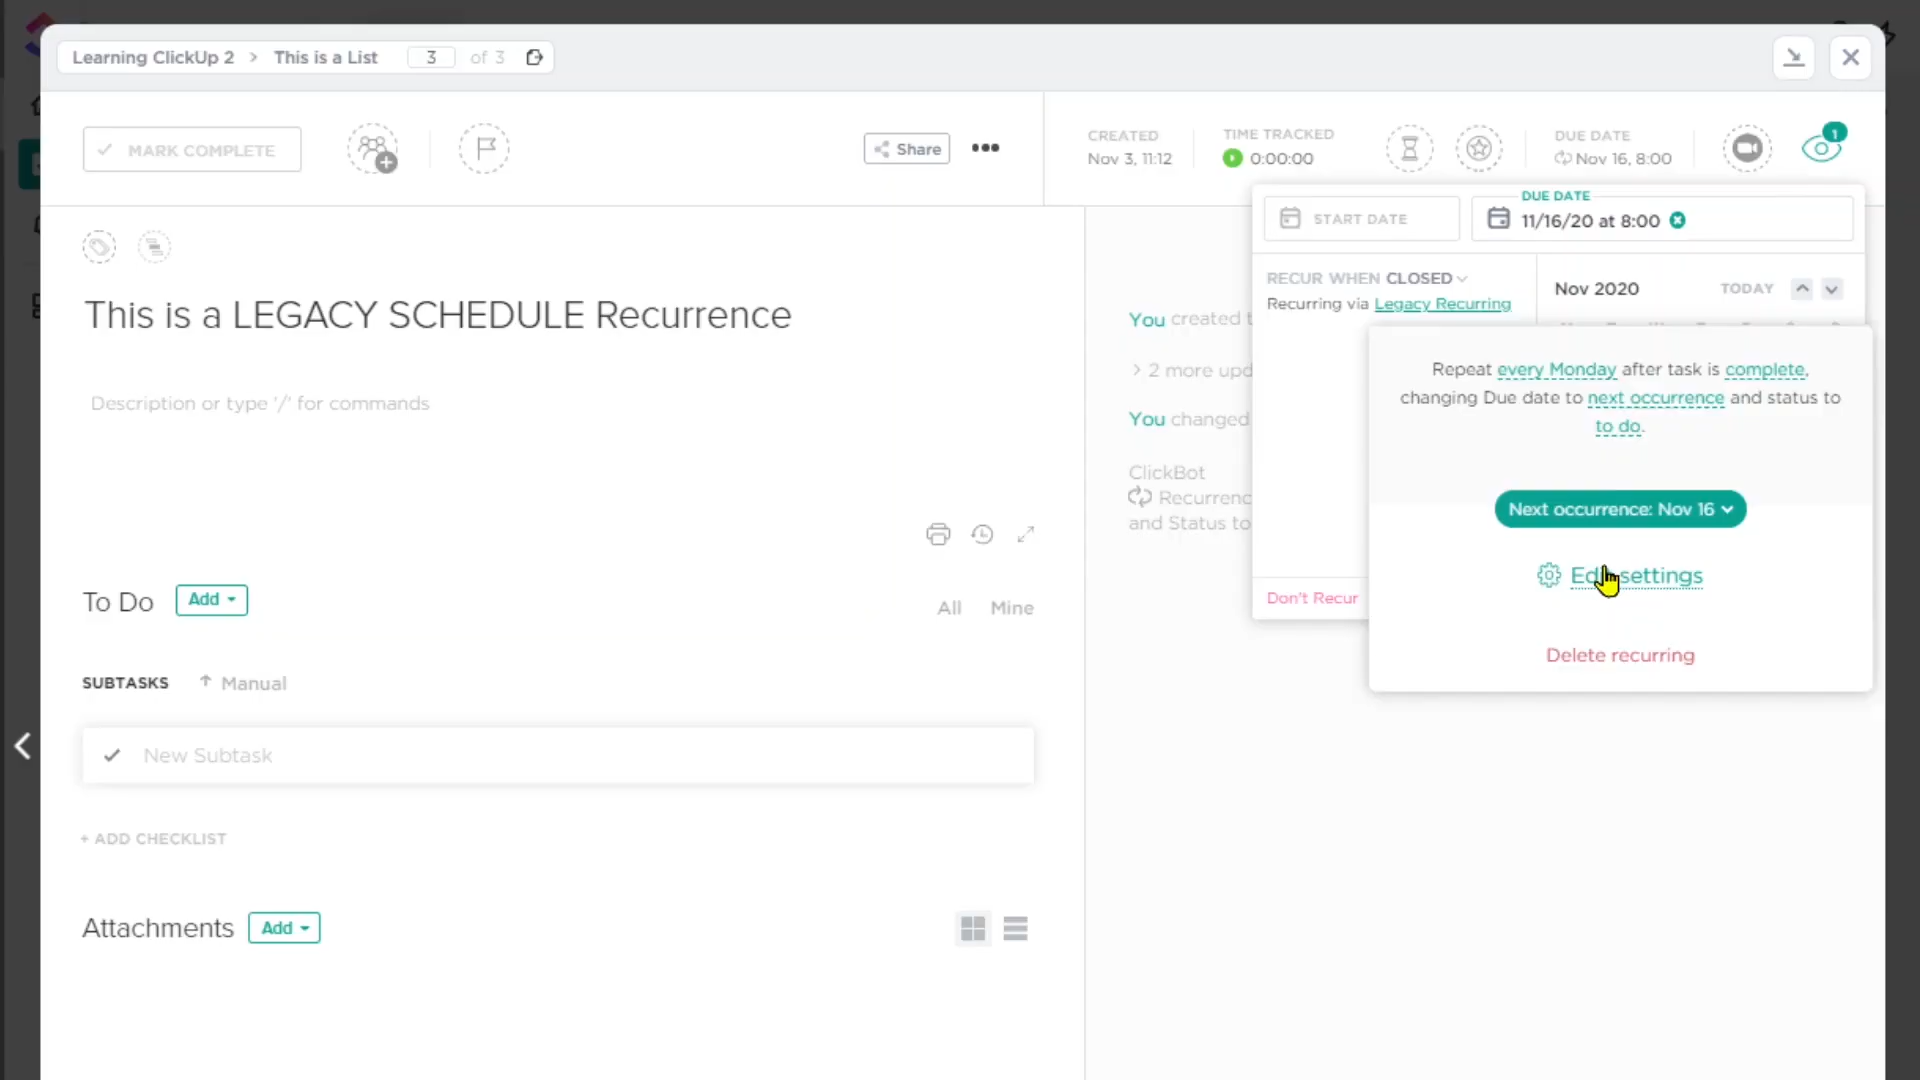 Learning ClickUp 2 > This is a List 3 of 3
MARK COMPLETE
Share
CREATED
Nov 3, 11:12
TIME TRACKED
0:00:00
DUE DATE
Nov 16, 8:00
1
START DATE
DUE DATE
11/16/20 at 8:00
RECUR WHEN CLOSED
Recurring via Legacy Recurring
Nov 2020 TODAY
This is a LEGACY SCHEDULE Recurrence
Description or type '/' for commands
You created
> 2 more
You changed
ClickBot
and Status to
Repeat every Monday after task is complete,
changing Due date to next occurrence and status to
to do.
Next occurrence: Nov 16
settings
Don't Recur
Delete recurring
To Do Add
All Mine
SUBTASKS Manual
New Subtask
+ ADD CHECKLIST
Attachments Add